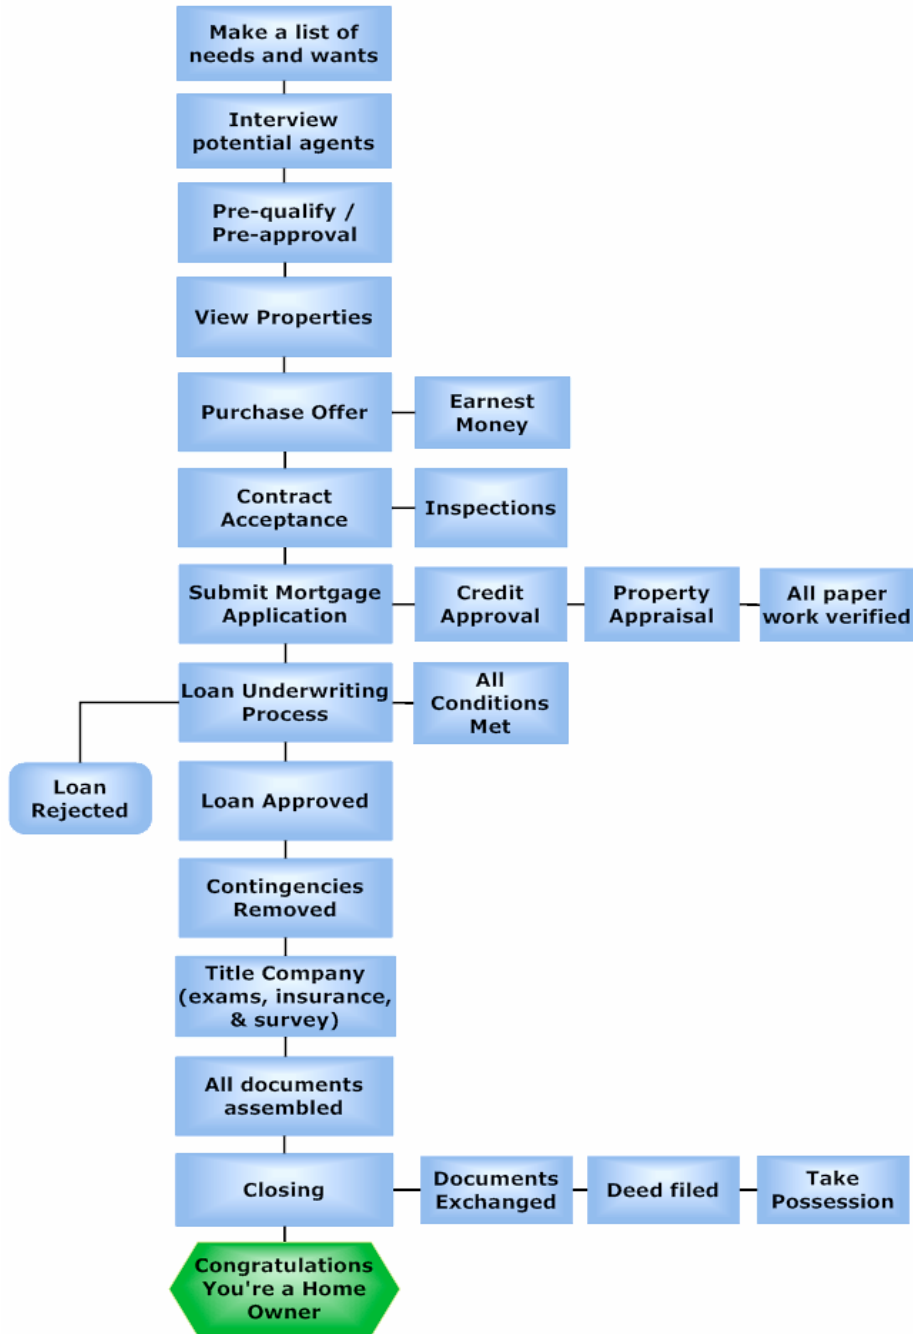 Make a list of
needs and wants
Interview
potential agents
Pre-qualify /
Pre-approval
View Properties
Purchase Offer
Earnest
Money
Contract
Acceptance
Inspections
Submit Mortgage
Application
Credit
Approval
Property
Appraisal
All paper
work verified
Loan Underwriting
Process
All
Conditions
Met
Loan
Rejected
Loan Approved
Contingencies
Removed
Title Company
(exams, insurance,
& survey)
All documents
assembled
Closing
Documents
Exchanged
Deed filed
Take
Possession
Congratulations
You're a Home
Owner